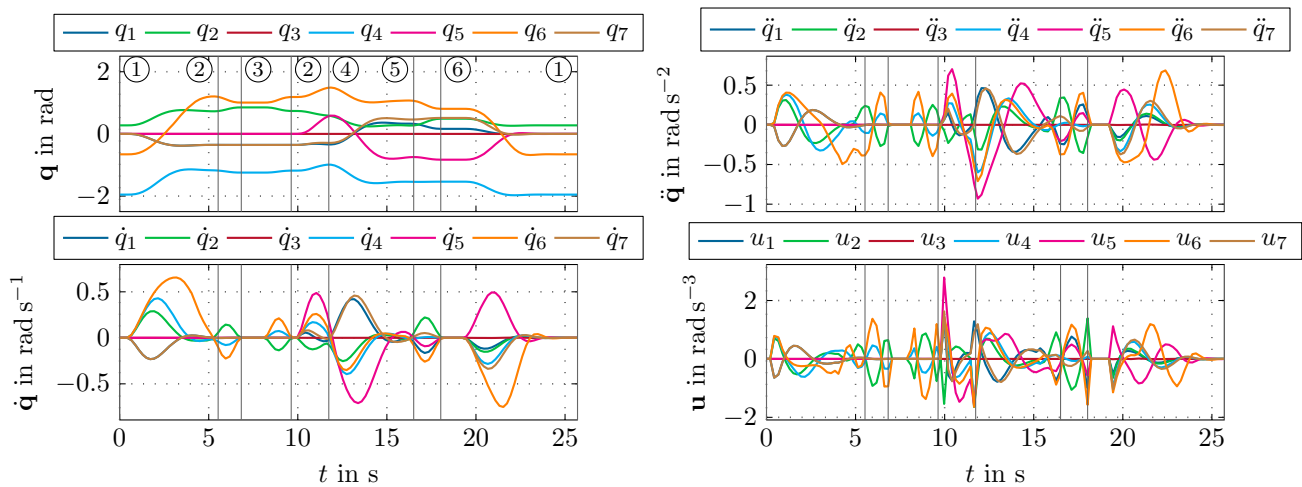 q₁ q₂ q₃ q₄ q₅ q₆ q₇
① ② ③ ② ④ ⑤ ⑥ ①
2
0
−2
q in rad
q̇₁ q̇₂ q̇₃ q̇₄ q̇₅ q̇₆ q̇₇
0.5
0
−0.5
q̇ in rad s⁻¹
0 5 10 15 20 25
t in s
q̈₁ q̈₂ q̈₃ q̈₄ q̈₅ q̈₆ q̈₇
0.5
0
−0.5
−1
q̈ in rad s⁻²
u₁ u₂ u₃ u₄ u₅ u₆ u₇
2
0
−2
u in rad s⁻³
0 5 10 15 20 25
t in s